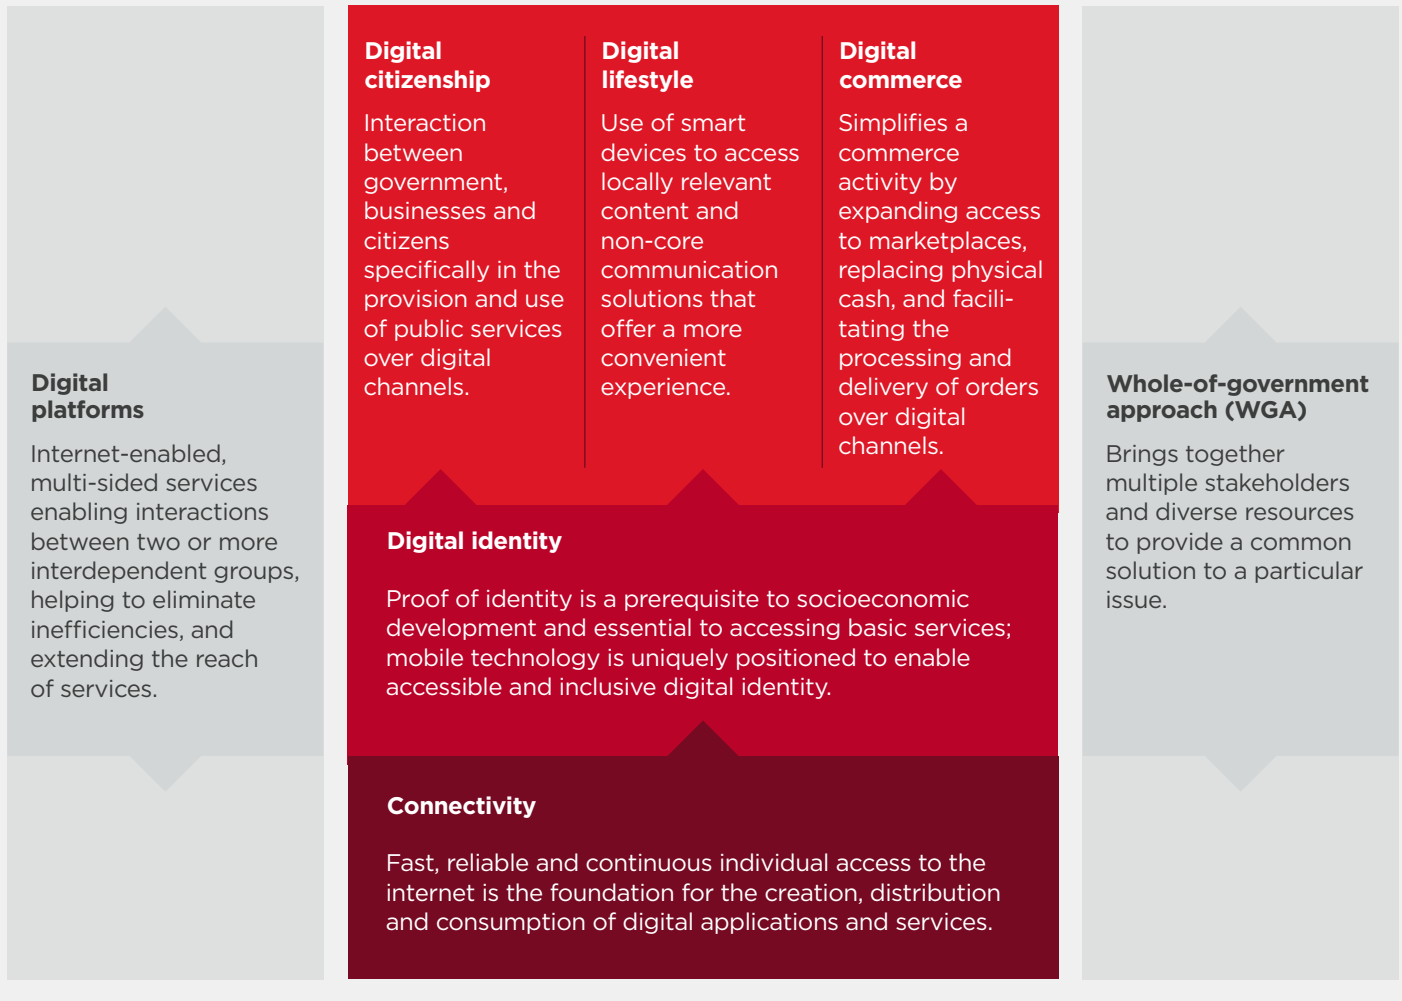 Digital
citizenship
Interaction
between
government,
businesses and
citizens
specifically in the
provision and use
of public services
over digital
channels.
Digital
lifestyle
Use of smart
devices to access
locally relevant
content and
non-core
communication
solutions that
offer a more
convenient
experience.
Digital
commerce
Simplifies a
commerce
activity by
expanding access
to marketplaces,
replacing physical
cash, and facili-
tating the
processing and
delivery of orders
over digital
channels.
Digital
platforms
Internet-enabled,
multi-sided services
enabling interactions
between two or more
interdependent groups,
helping to eliminate
inefficiencies, and
extending the reach
of services.
Digital identity
Proof of identity is a prerequisite to socioeconomic
development and essential to accessing basic services;
mobile technology is uniquely positioned to enable
accessible and inclusive digital identity.
Connectivity
Fast, reliable and continuous individual access to the
internet is the foundation for the creation, distribution
and consumption of digital applications and services.
Whole-of-government
approach (WGA)
Brings together
multiple stakeholders
and diverse resources
to provide a common
solution to a particular
issue.